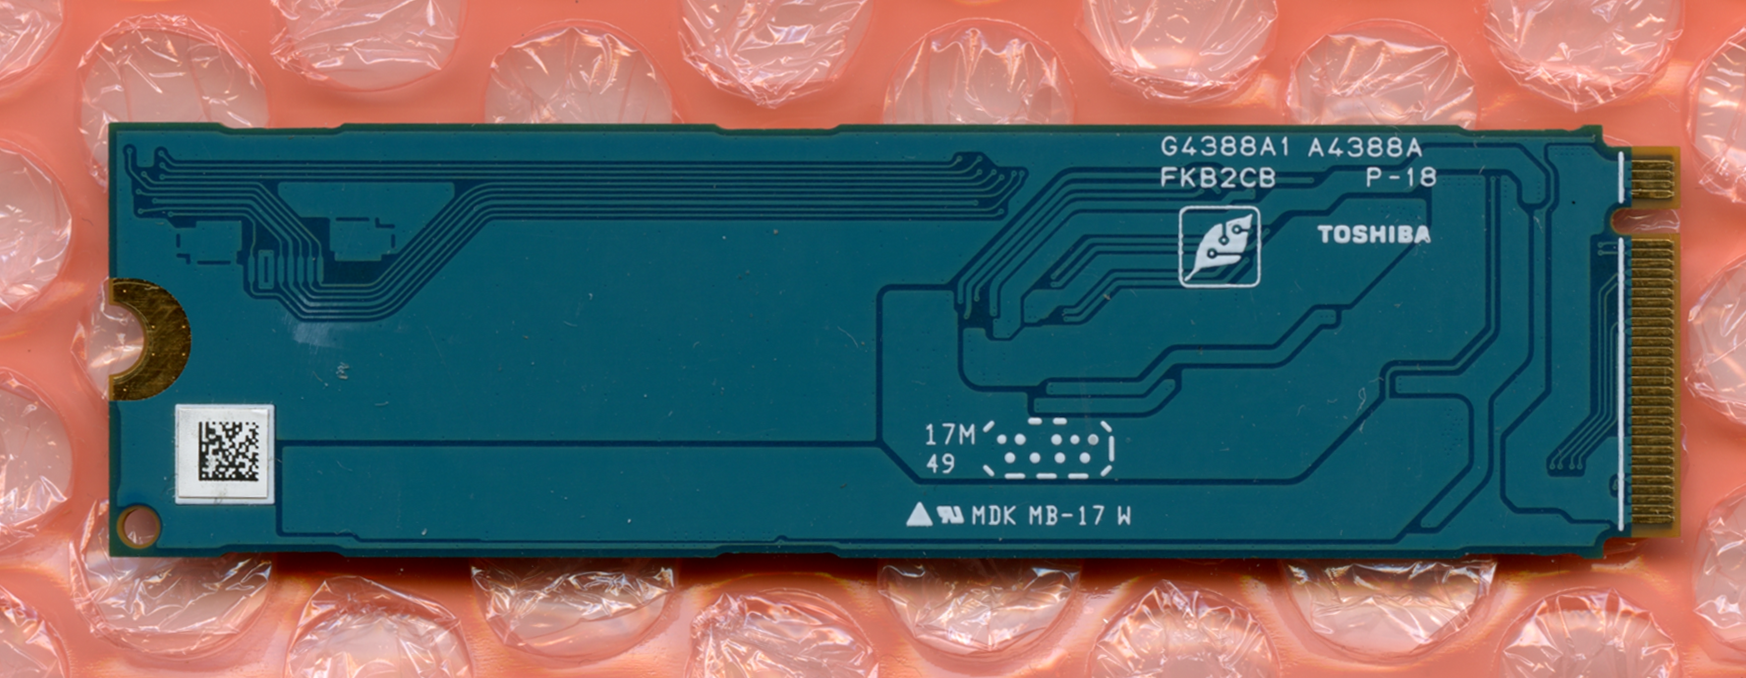 G4388A1 A4388A
FKB2CB P-18
TOSHIBA
17M
49
MDK MB-17 W